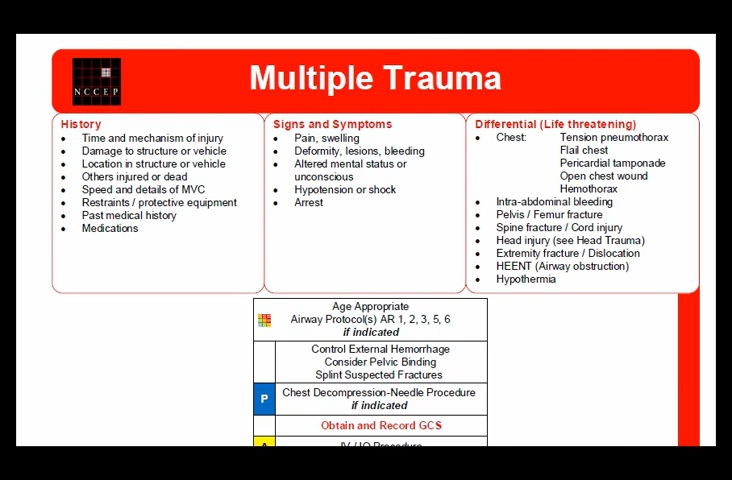 NCCEP
Multiple Trauma
History
• Time and mechanism of injury
• Damage to structure or vehicle
• Location in structure or vehicle
• Others injured or dead
• Speed and details of MVC
• Restraints / protective equipment
• Past medical history
• Medications
Signs and Symptoms
• Pain, swelling
• Deformity, lesions, bleeding
• Altered mental status or
unconscious
• Hypotension or shock
• Arrest
Differential (Life threatening)
• Chest: Tension pneumothorax
Flail chest
Pericardial tamponade
Open chest wound
Hemothorax
• Intra-abdominal bleeding
• Pelvis / Femur fracture
• Spine fracture / Cord injury
• Head injury (see Head Trauma)
• Extremity fracture / Dislocation
• HEENT (Airway obstruction)
• Hypothermia
Age Appropriate
Airway Protocol(s) AR 1, 2, 3, 5, 6
if indicated
Control External Hemorrhage
Consider Pelvic Binding
Splint Suspected Fractures
P
Chest Decompression-Needle Procedure
if indicated
Obtain and Record GCS
A
IV / IO Procedure